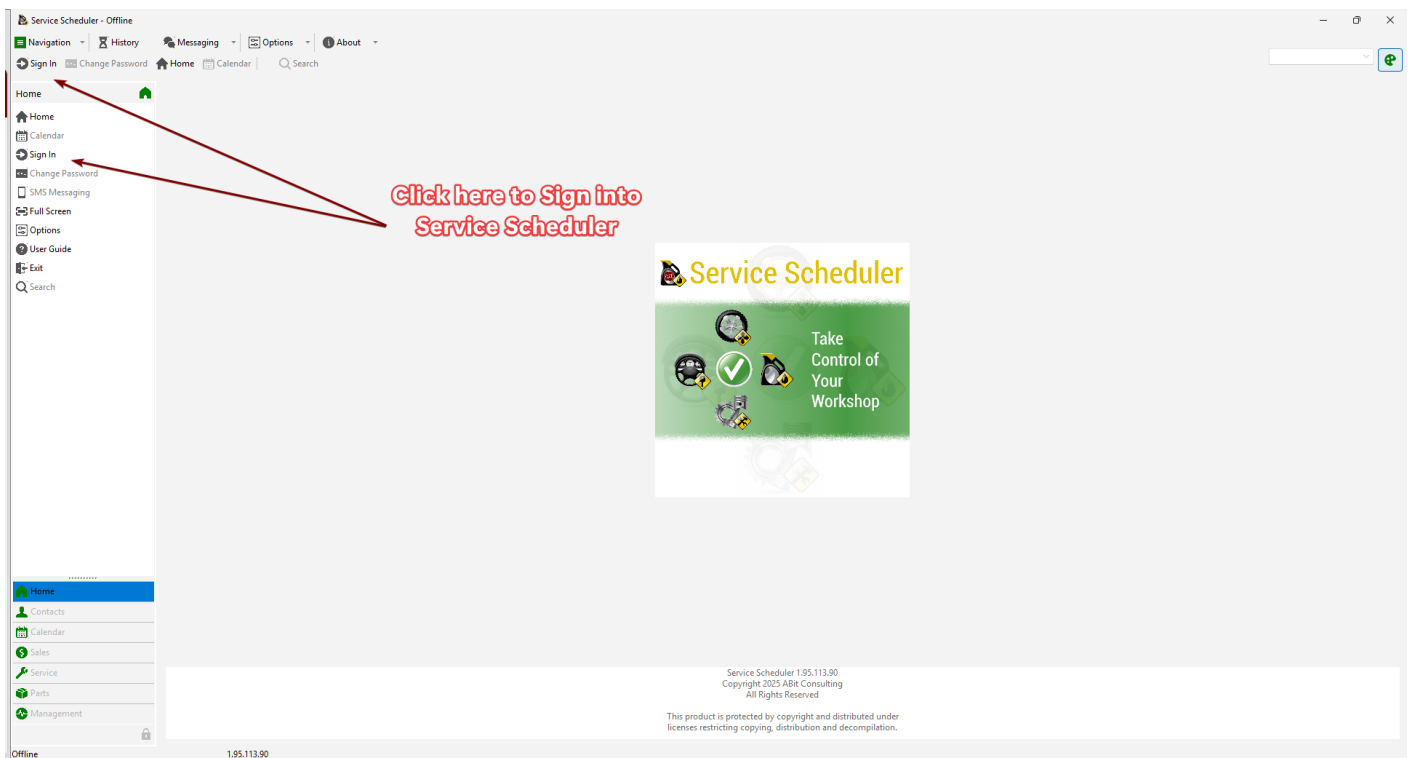 Service Scheduler - Offline
Navigation History Messaging Options About
Sign In Change Password Home Calendar Search
Home
Home
Calendar
Sign In
Change Password
SMS Messaging
Full Screen
Options
User Guide
Exit
Search
Click here to Sign into
Service Scheduler
Service Scheduler
Take
Control of
Your
Workshop
Home
Contacts
Calendar
Sales
Service
Parts
Management
Service Scheduler 1.95.113.90
Copyright 2025 ABit Consulting
All Rights Reserved
This product is protected by copyright and distributed under
licenses restricting copying, distribution and decompilation.
Offline 1.95.113.90